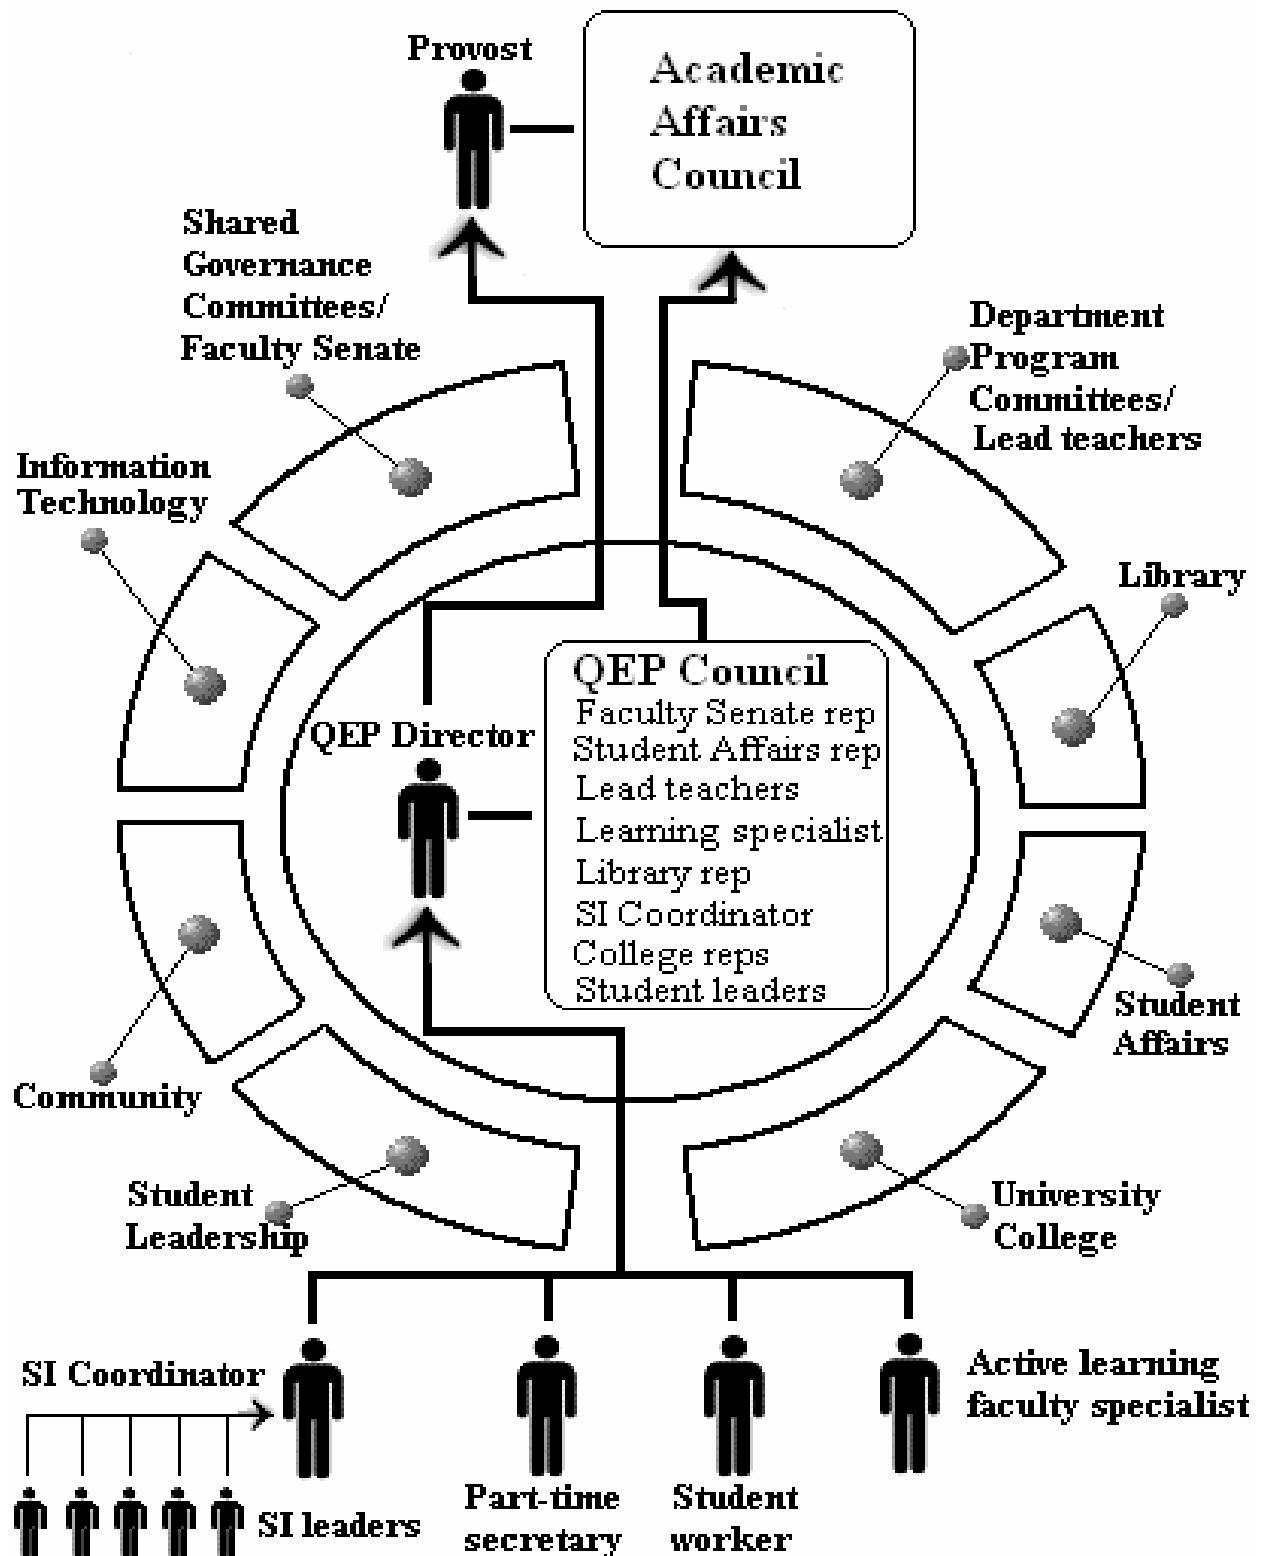 Provost
Academic
Affairs
Council
Shared
Governance
Committees/
Faculty Senate
Department
Program
Committees/
Lead teachers
Information
Technology
Library
QEP Director
QEP Council
Faculty Senate rep
Student Affairs rep
Lead teachers
Learning specialist
Library rep
SI Coordinator
College reps
Student leaders
Student
Affairs
Community
Student
Leadership
University
College
SI Coordinator
Active learning
faculty specialist
SI leaders
Part-time
secretary
Student
worker